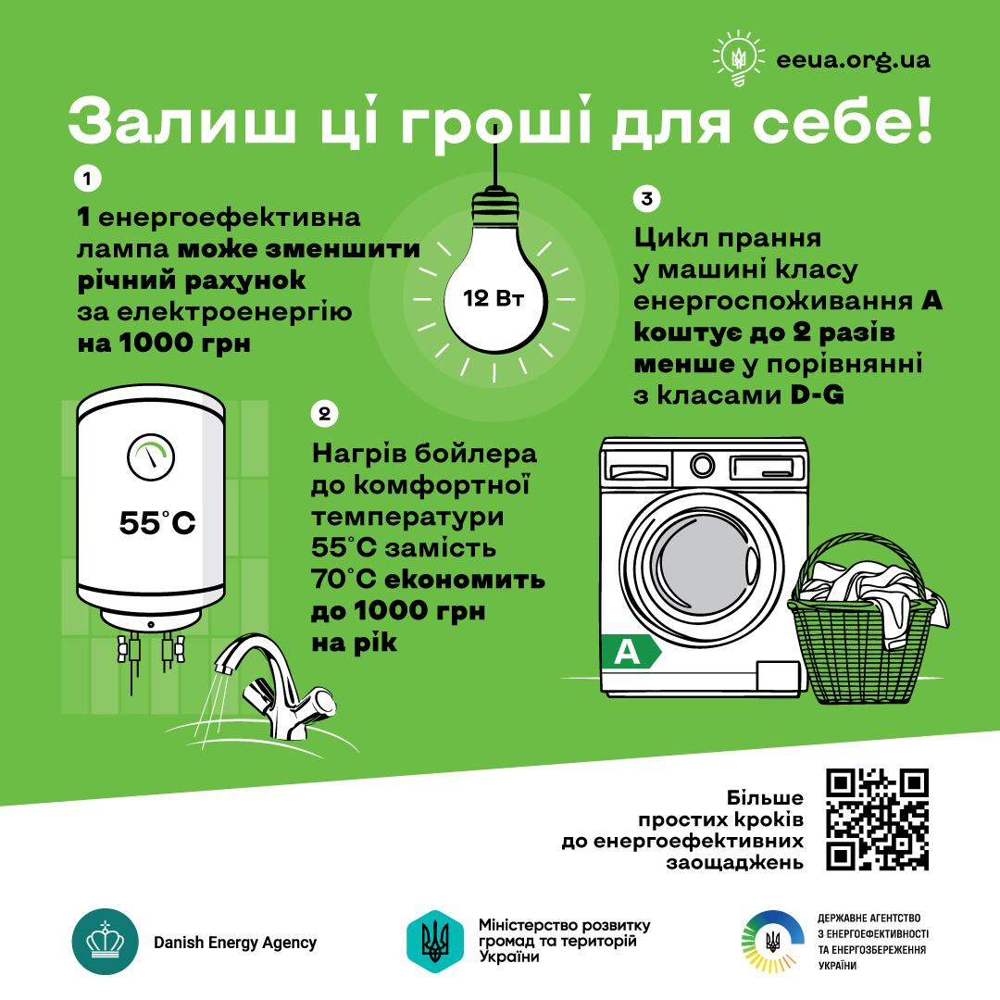 eeua.org.ua
Залиш ці гроші для себе!
1
1 енергоефективна
лампа може зменшити
річний рахунок
за електроенергію
на 1000 грн
12 Вт
3
Цикл прання
у машині класу
енергоспоживання А
коштує до 2 разів
менше у порівнянні
з класами D-G
55°C
2
Нагрів бойлера
до комфортної
температури
55°C замість
70°C економить
до 1000 грн
на рік
A
Більше
простих кроків
до енергоефективних
заощаджень
Danish Energy Agency
Міністерство розвитку
громад та територій
України
ДЕРЖАВНЕ АГЕНТСТВО
З ЕНЕРГОЕФЕКТИВНОСТІ
ТА ЕНЕРГОЗБЕРЕЖЕННЯ
УКРАЇНИ